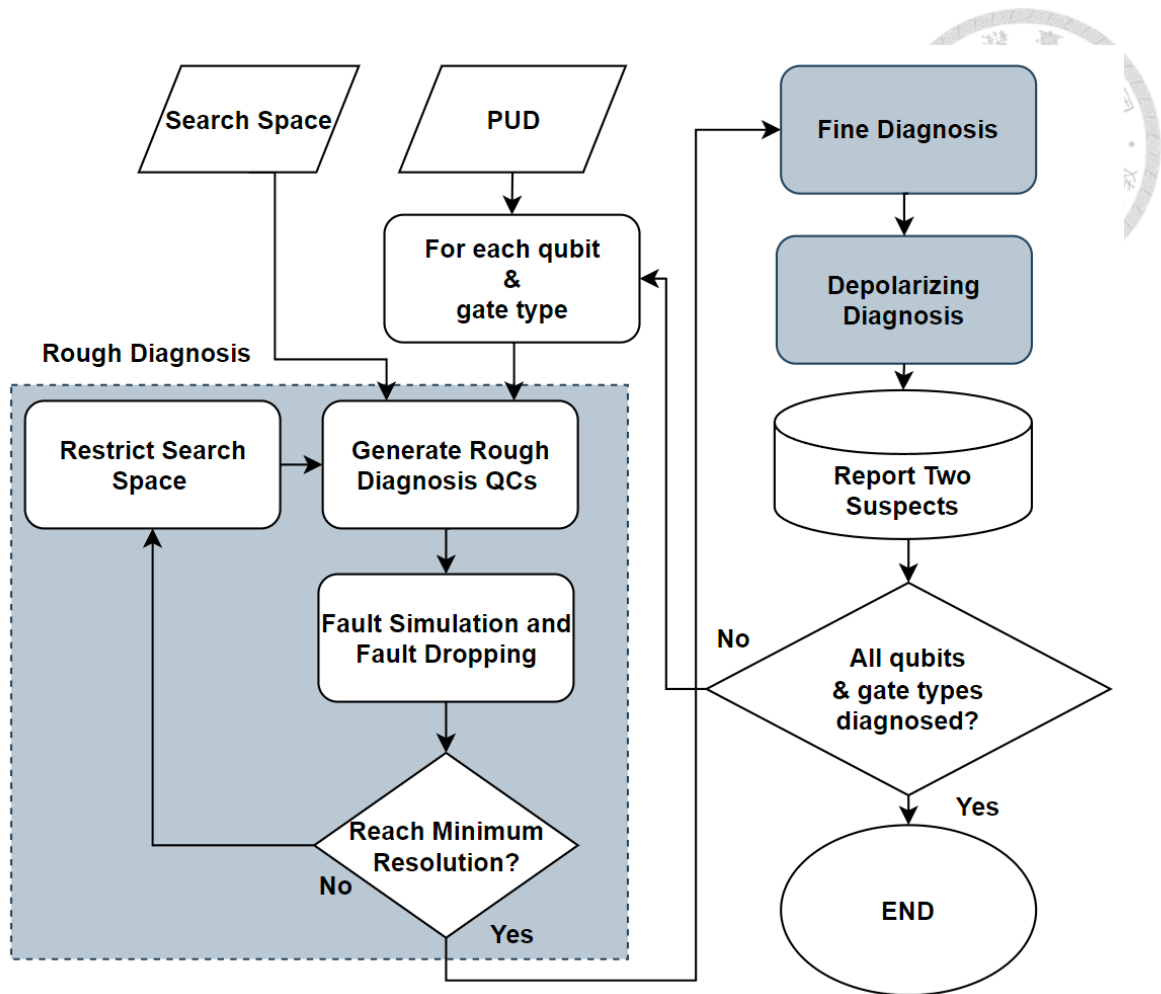 Search Space
PUD
For each qubit
&
gate type
Rough Diagnosis
Restrict Search
Space
Generate Rough
Diagnosis QCs
Fault Simulation and
Fault Dropping
Reach Minimum
Resolution?
No
Yes
Fine Diagnosis
Depolarizing
Diagnosis
Report Two
Suspects
No
All qubits
& gate types
diagnosed?
Yes
END